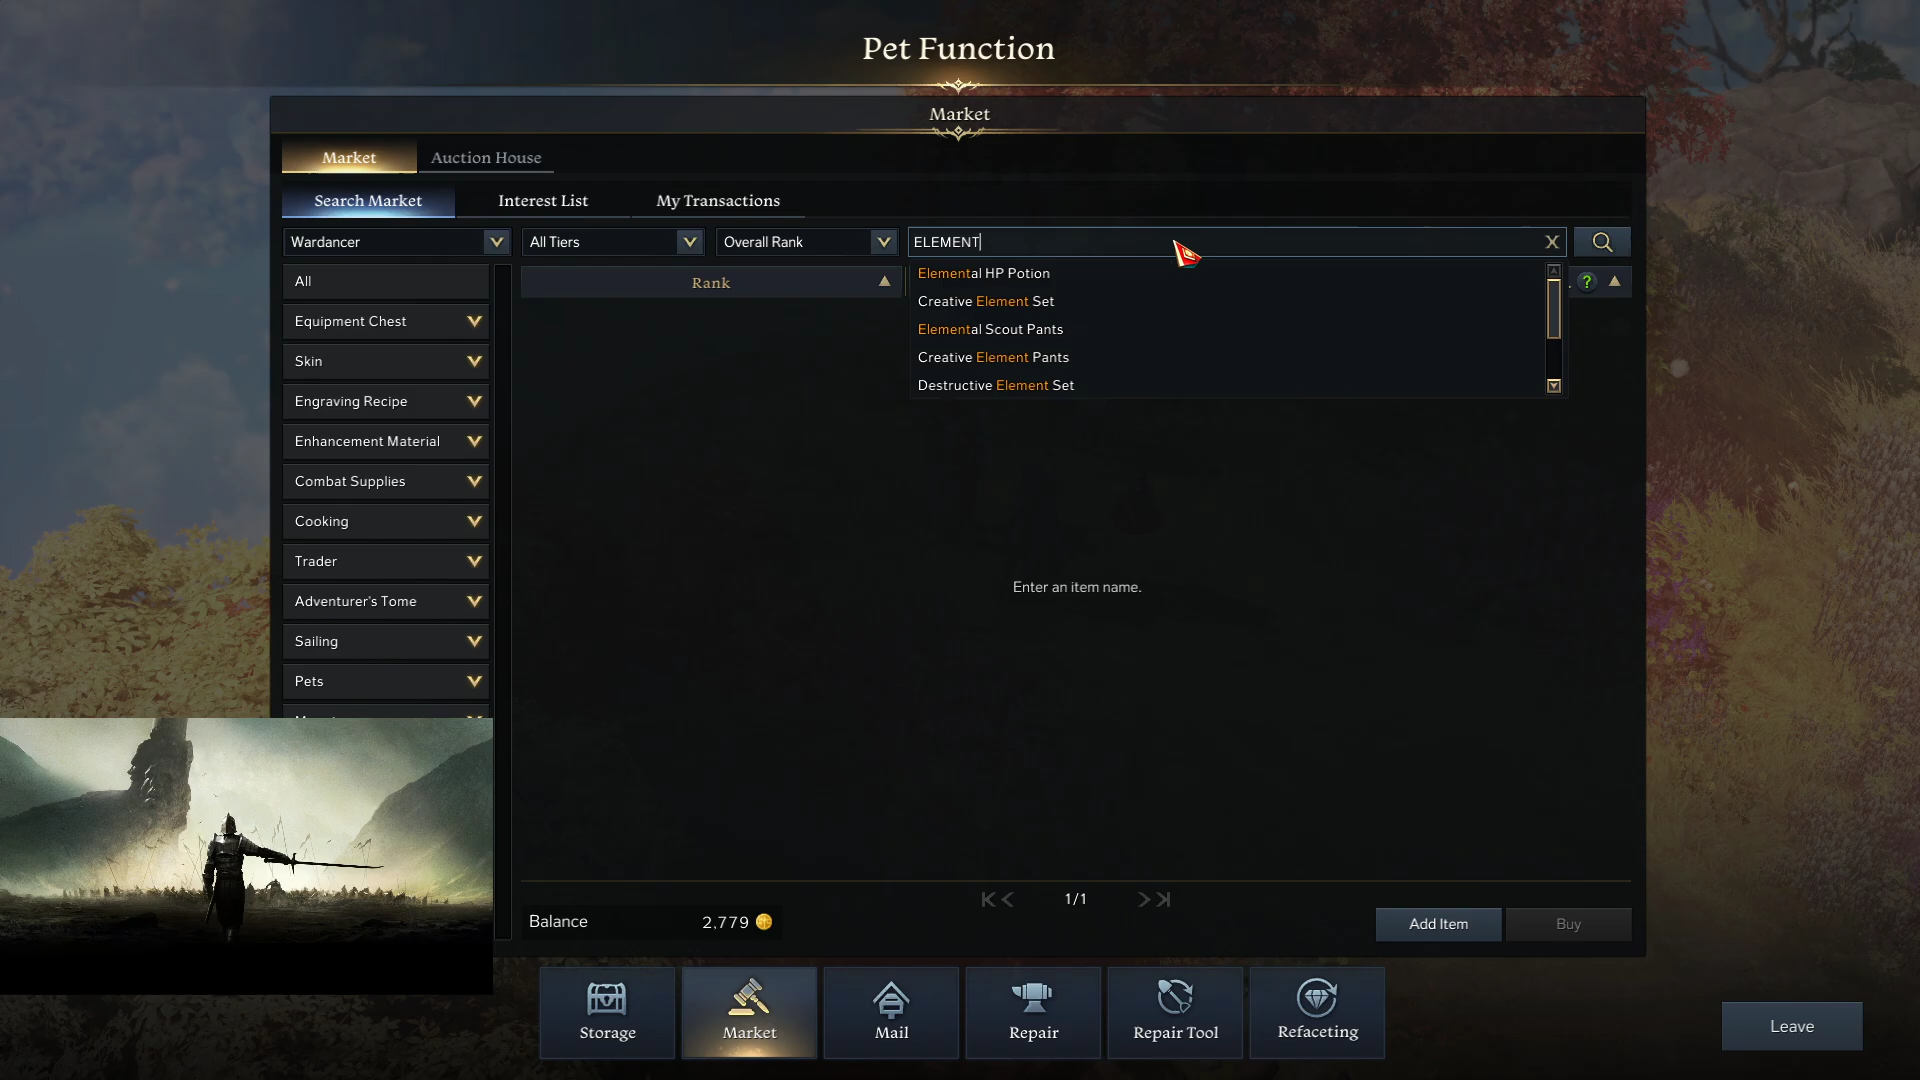 Pet Function
Market
Market
Auction House
Search Market
Interest List
My Transactions
Wardancer
All Tiers
Overall Rank
ELEMENT
X
All
Rank
?
Elemental HP Potion
Creative Element Set
Elemental Scout Pants
Creative Element Pants
Destructive Element Set
Equipment Chest
Skin
Engraving Recipe
Enhancement Material
Combat Supplies
Cooking
Trader
Adventurer's Tome
Sailing
Pets
Enter an item name.
1/1
Balance
2,779
Add Item
Buy
Storage
Market
Mail
Repair
Repair Tool
Refaceting
Leave